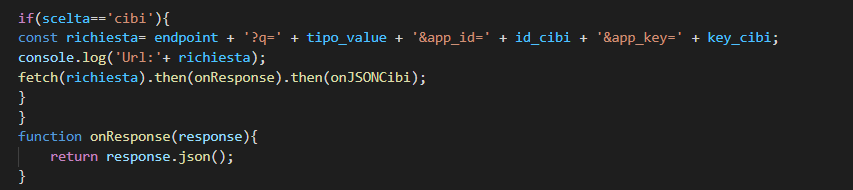 if(scelta=='cibi'){
const richiesta= endpoint + '?q=' + tipo_value + '&app_id=' + id_cibi + '&app_key=' + key_cibi;
console.log('Url:'+ richiesta);
fetch(richiesta).then(onResponse).then(onJSONCibi);
}
}
function onResponse(response){
    return response.json();
}